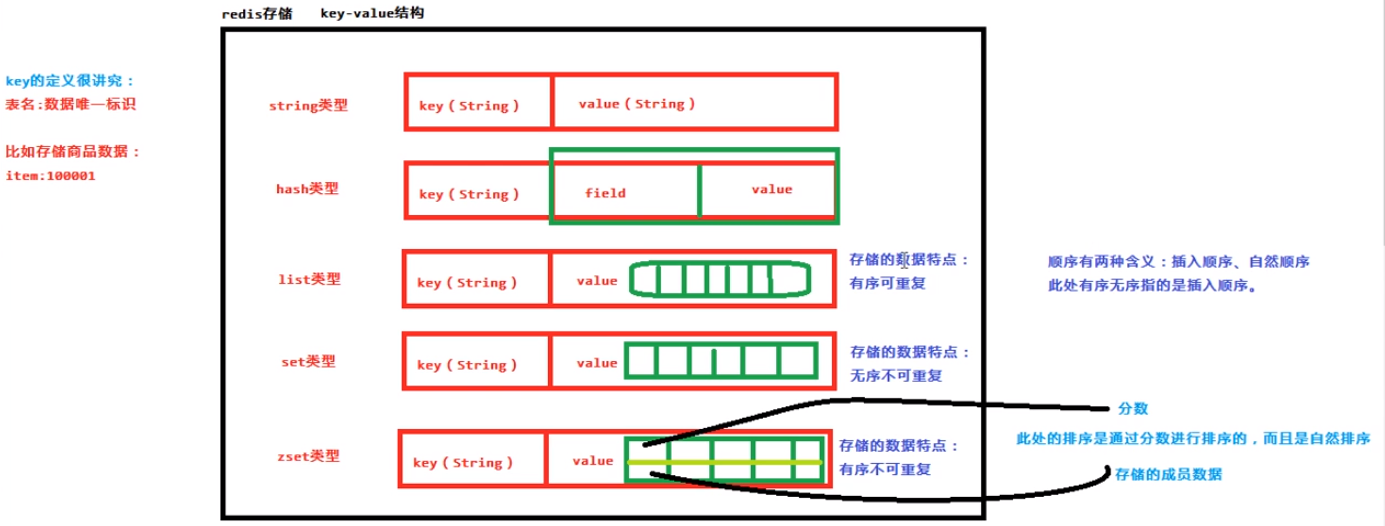 redis存储 key-value结构
key的定义很讲究：
表名:数据唯一标识
比如存储商品数据：
item:100001
string类型 key（String） value（String）
hash类型 key（String） field value
list类型 key（String） value
存储的数据特点：
有序可重复
顺序有两种含义：插入顺序、自然顺序
此处有序无序指的是插入顺序。
set类型 key（String） value
存储的数据特点：
无序不可重复
zset类型 key（String） value
存储的数据特点：
有序不可重复
分数
此处的排序是通过分数进行排序的，而且是自然排序
存储的成员数据